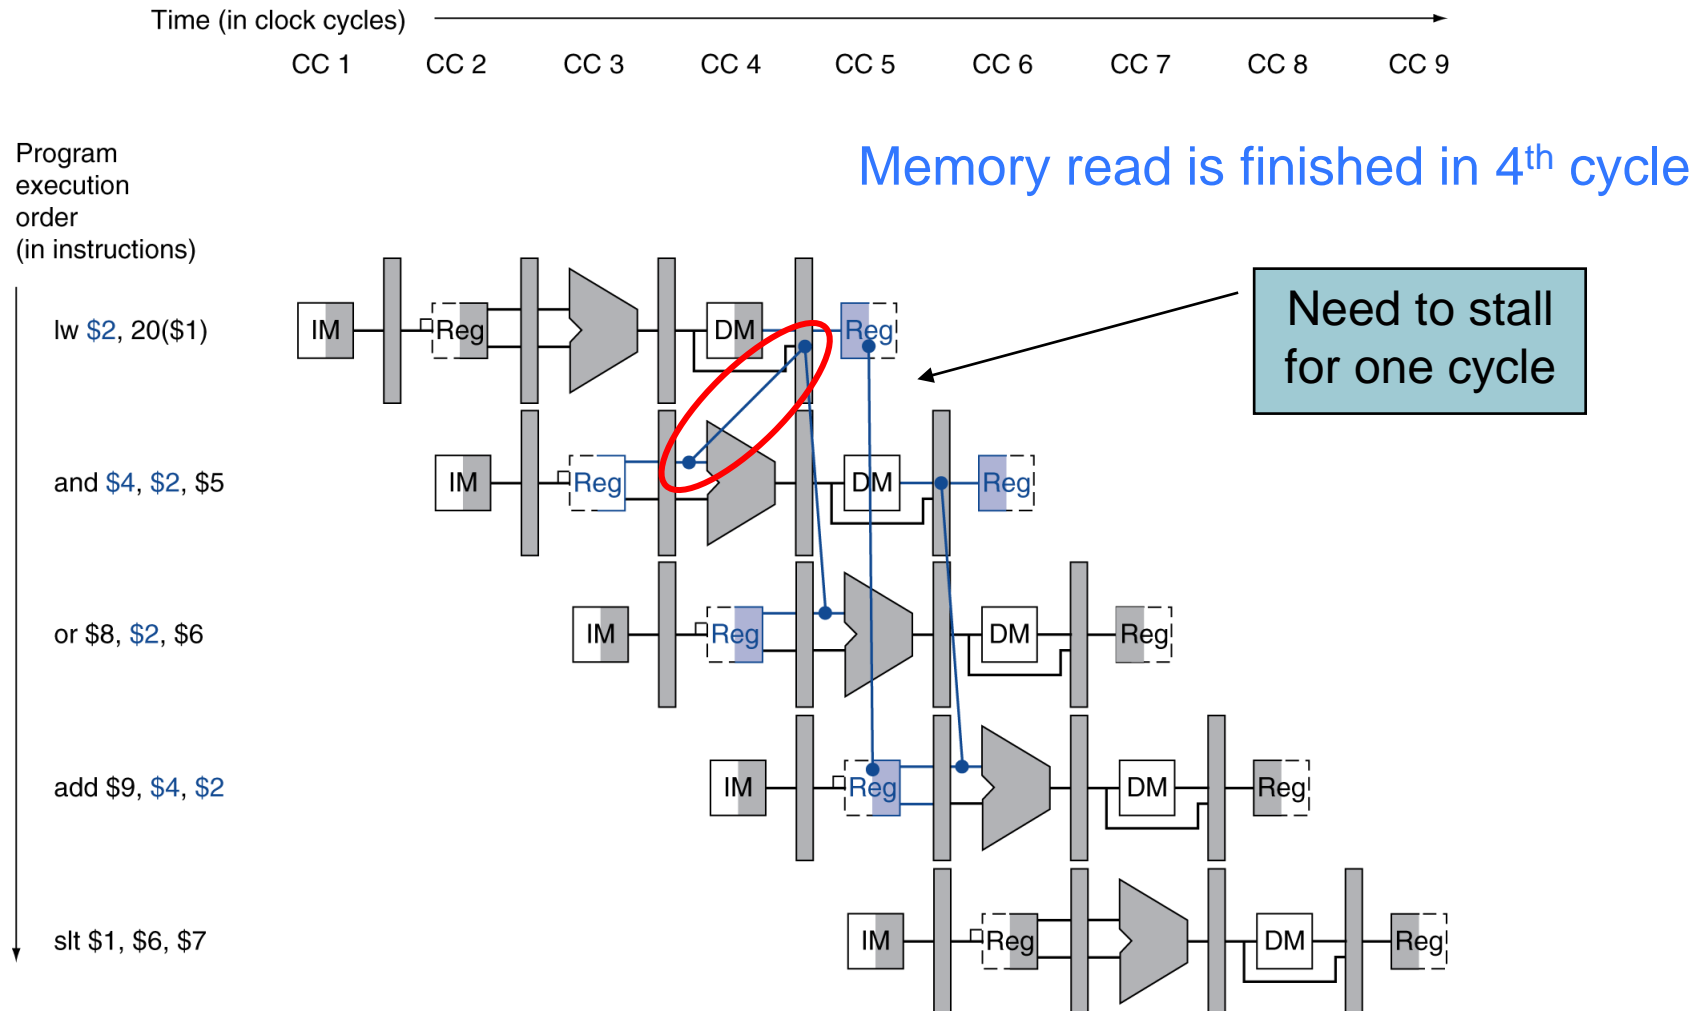 Time (in clock cycles)
CC 1 CC 2 CC 3 CC 4 CC 5 CC 6 CC 7 CC 8 CC 9
Program
execution
order
(in instructions)
Memory read is finished in 4th cycle
Need to stall
for one cycle
lw $2, 20($1) IM Reg DM Reg
and $4, $2, $5 IM Reg DM Reg
or $8, $2, $6 IM Reg DM Reg
add $9, $4, $2 IM Reg DM Reg
slt $1, $6, $7 IM Reg DM Reg